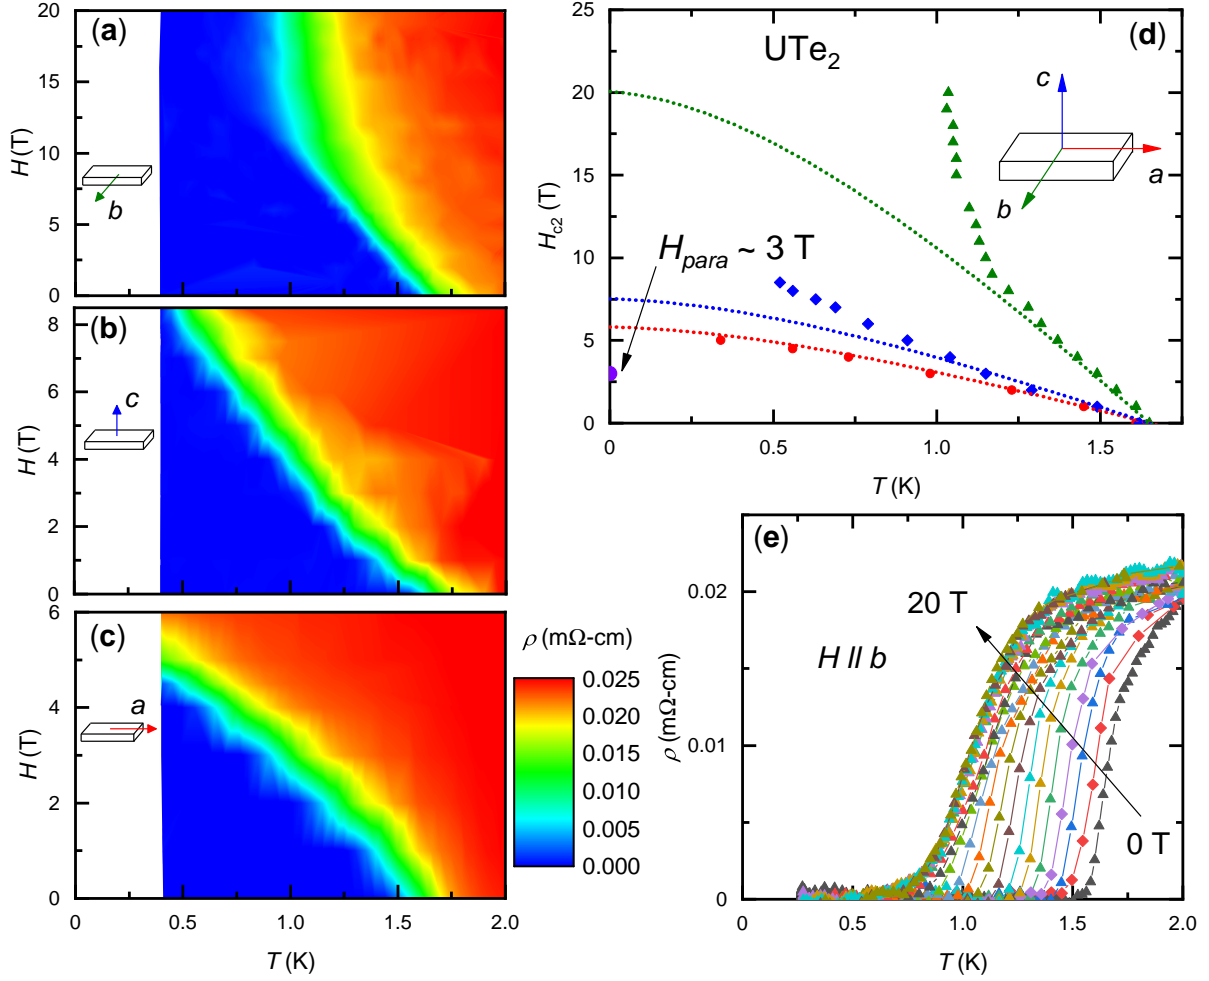 (a)
20
15
10
5
0
H (T)
b
(b)
8
6
4
2
0
H (T)
c
(c)
6
4
2
0
H (T)
a
0.5
1.0
1.5
2.0
T (K)
ρ (mΩ-cm)
0.025
0.020
0.015
0.010
0.005
0.000
(d)
UTe2
25
20
15
10
5
0
Hc2 (T)
Hpara ~ 3 T
c
a
b
0
0.5
1.0
1.5
T (K)
(e)
0.02
0.01
0
ρ (mΩ-cm)
20 T
H // b
0 T
0
0.5
1.0
1.5
2.0
T (K)